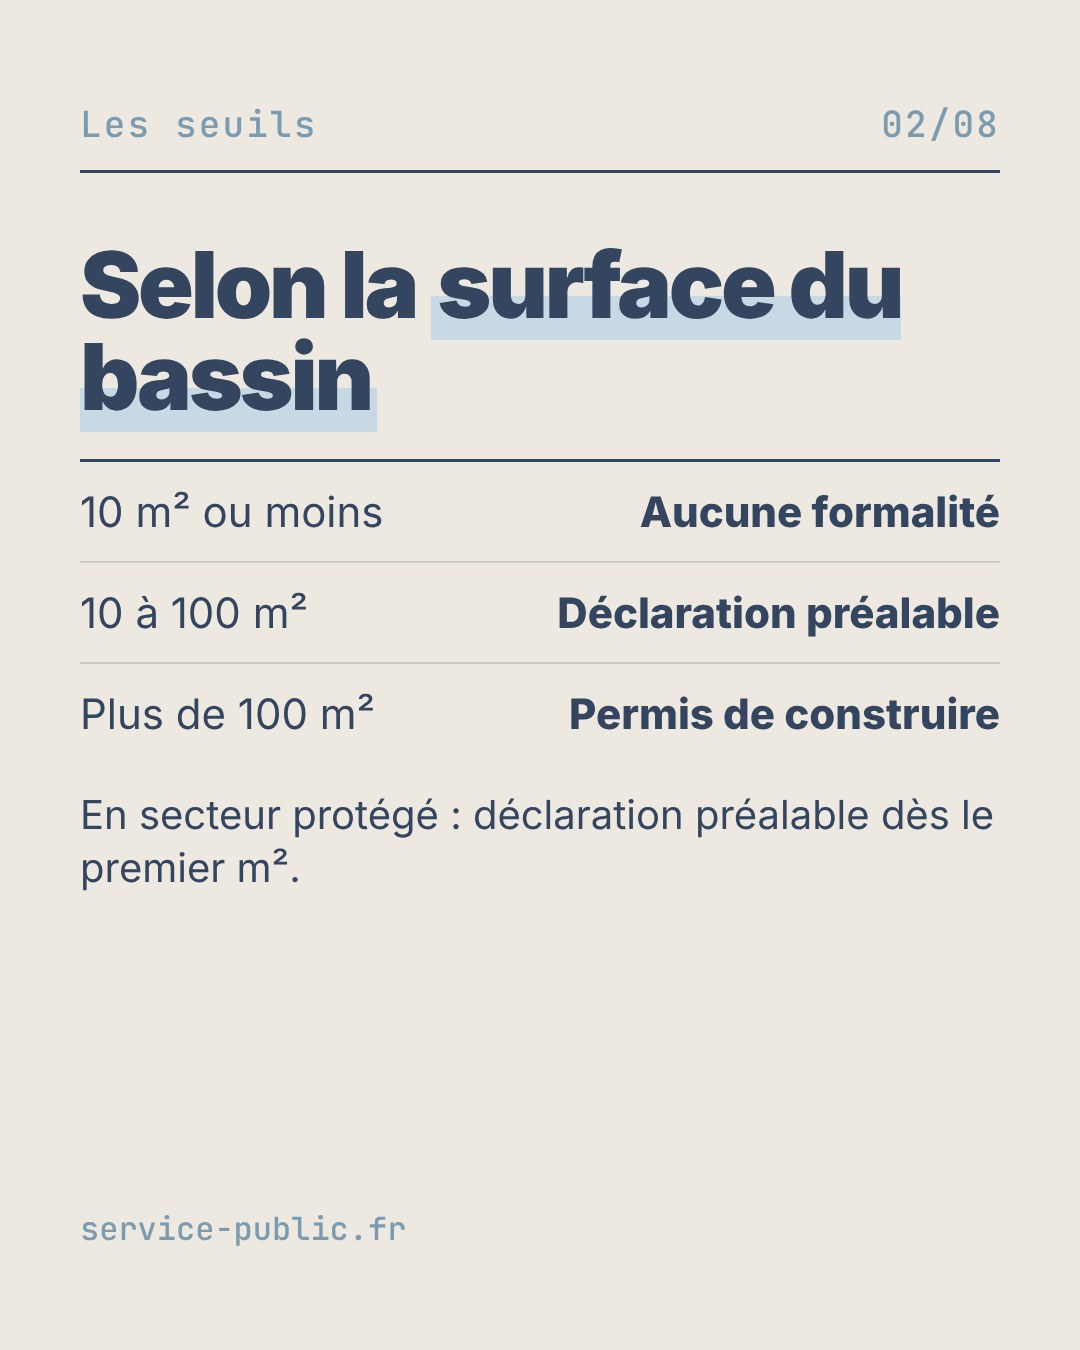 Les seuils
02/08
Selon la surface du
bassin
10 m² ou moins
Aucune formalité
10 à 100 m²
Déclaration préalable
Plus de 100 m²
Permis de construire
En secteur protégé : déclaration préalable dès le
premier m².
service-public.fr